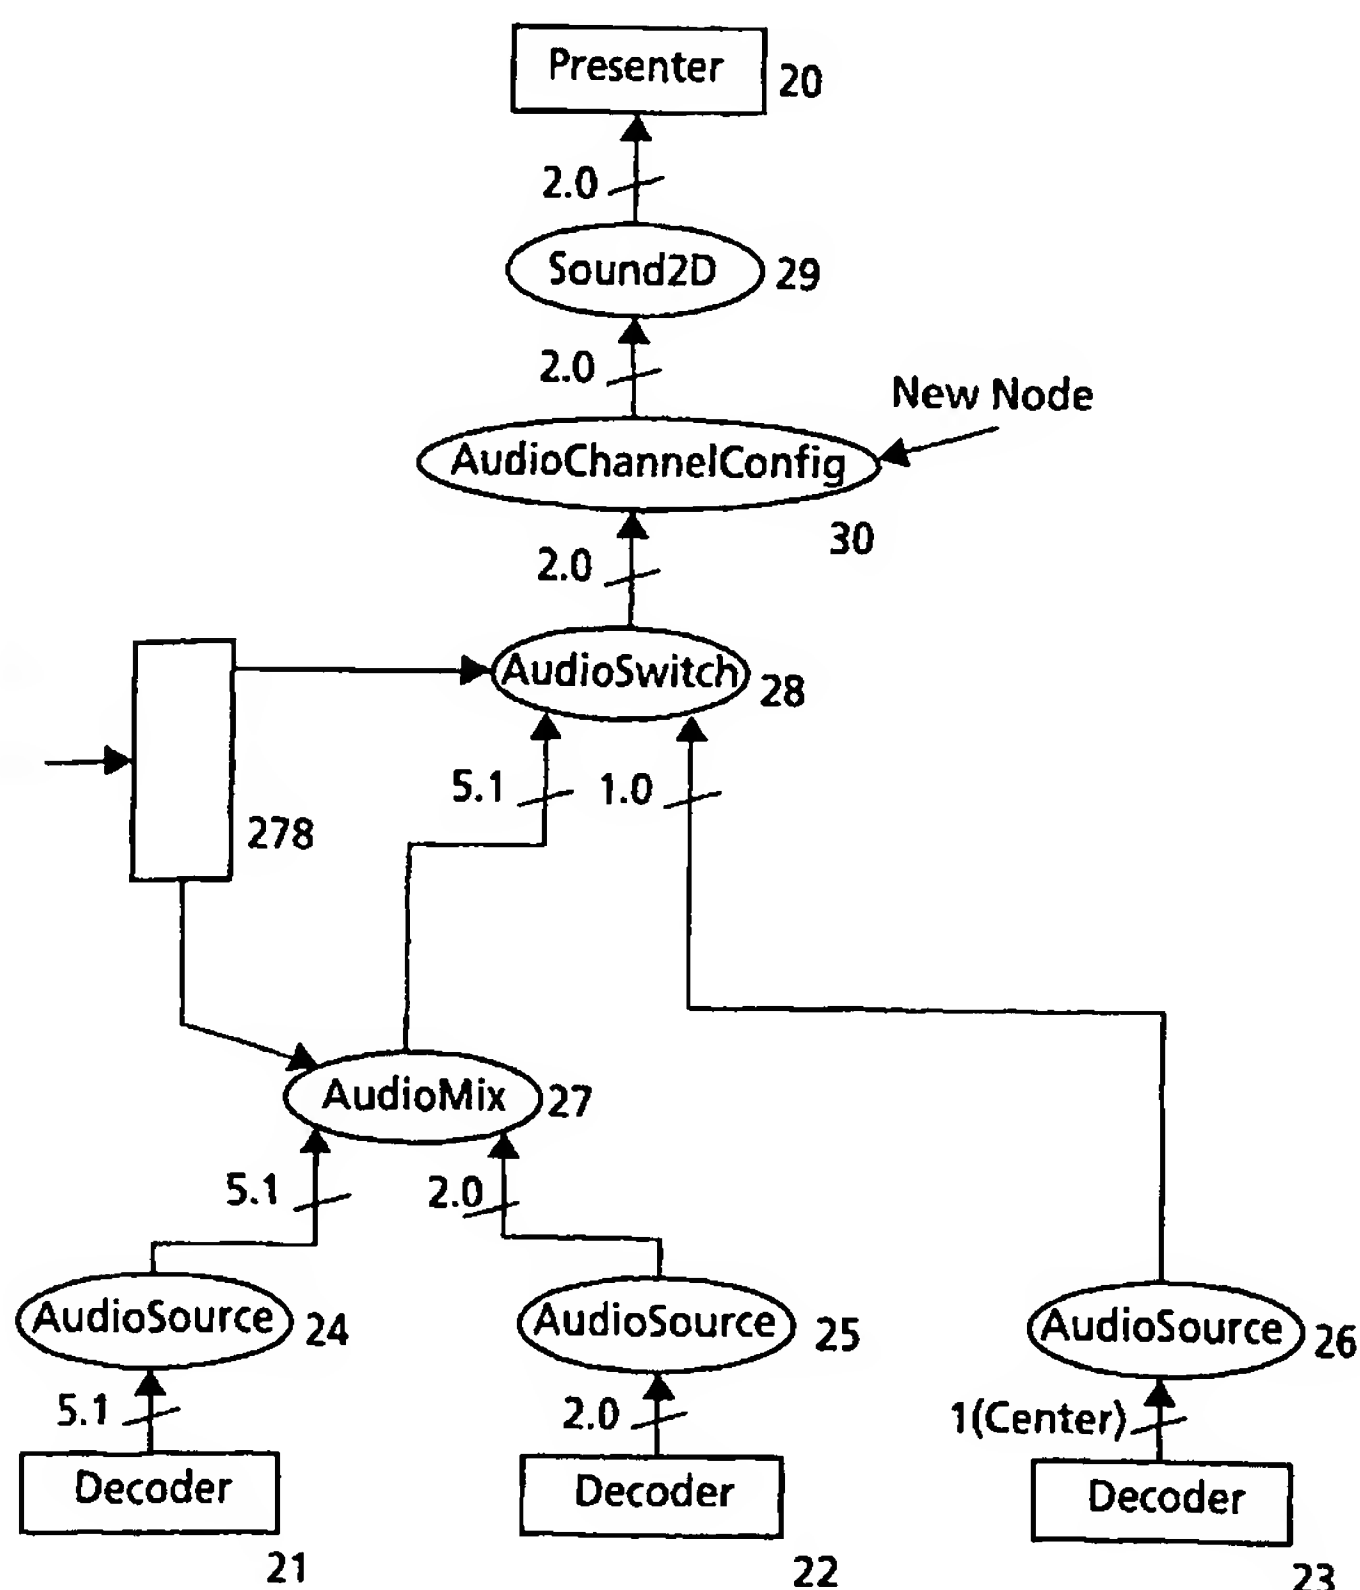 Presenter 20
2.0
Sound2D 29
2.0
New Node
AudioChannelConfig
30
2.0
AudioSwitch 28
5.1 1.0
278
AudioMix 27
5.1 2.0
AudioSource 24 AudioSource 25 AudioSource 26
5.1 2.0 1(Center)
Decoder Decoder Decoder
21 22 23